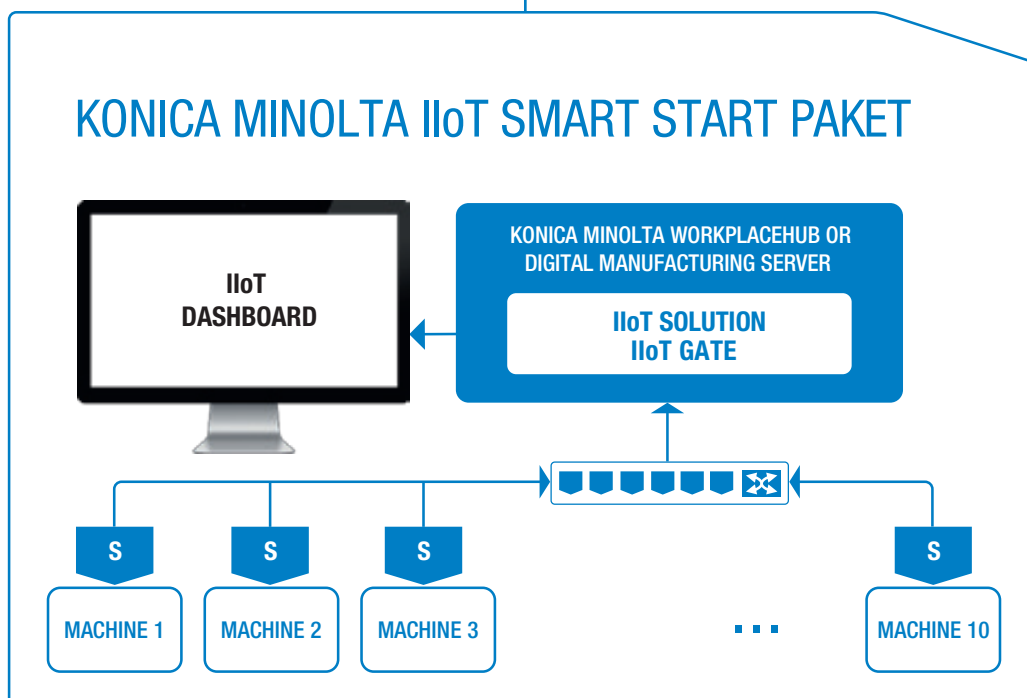 KONICA MINOLTA IIoT SMART START PAKET
IIoT
DASHBOARD
KONICA MINOLTA WORKPLACEHUB OR
DIGITAL MANUFACTURING SERVER
IIoT SOLUTION
IIoT GATE
S
S
S
S
MACHINE 1
MACHINE 2
MACHINE 3
...
MACHINE 10